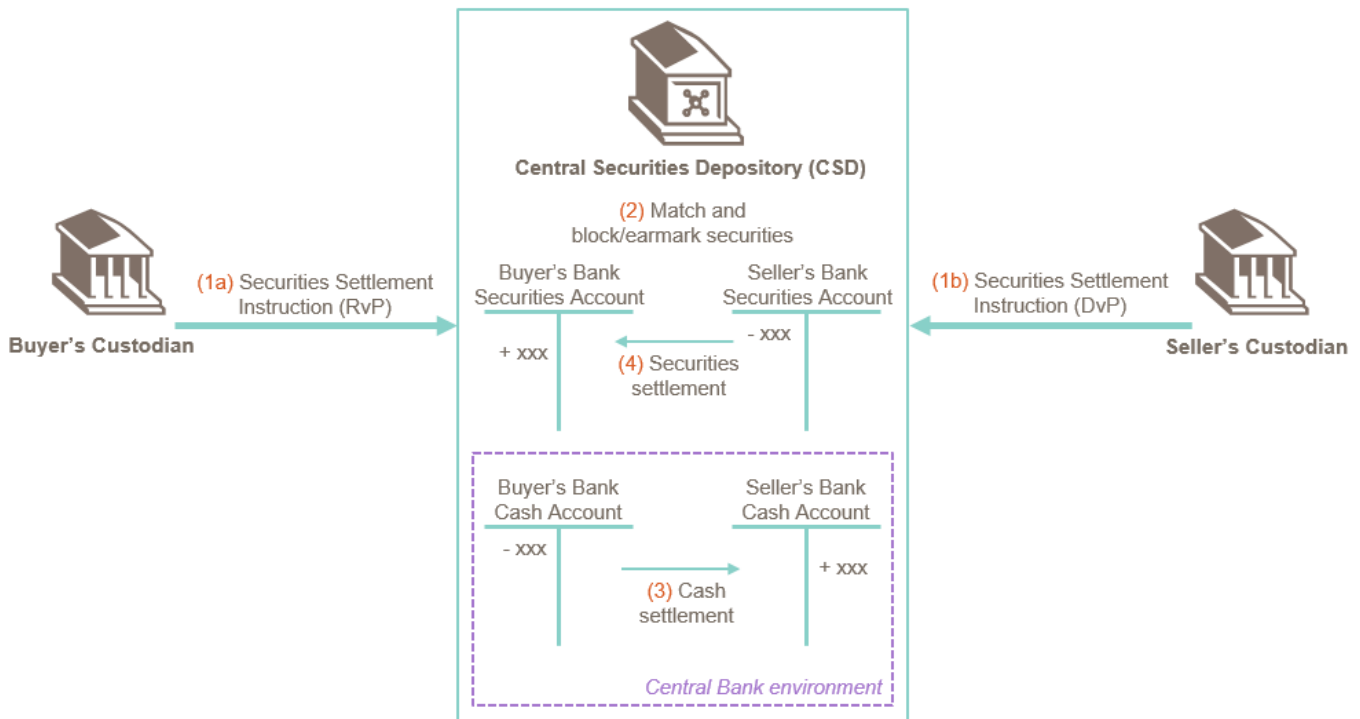 Central Securities Depository (CSD)
(2) Match and
block/earmark securities
(1a) Securities Settlement
Instruction (RvP)
Buyer's Custodian
Buyer's Bank
Securities Account
+ xxx
Seller's Bank
Securities Account
- xxx
(4) Securities
settlement
(1b) Securities Settlement
Instruction (DvP)
Seller's Custodian
Buyer's Bank
Cash Account
- xxx
Seller's Bank
Cash Account
+ xxx
(3) Cash
settlement
Central Bank environment